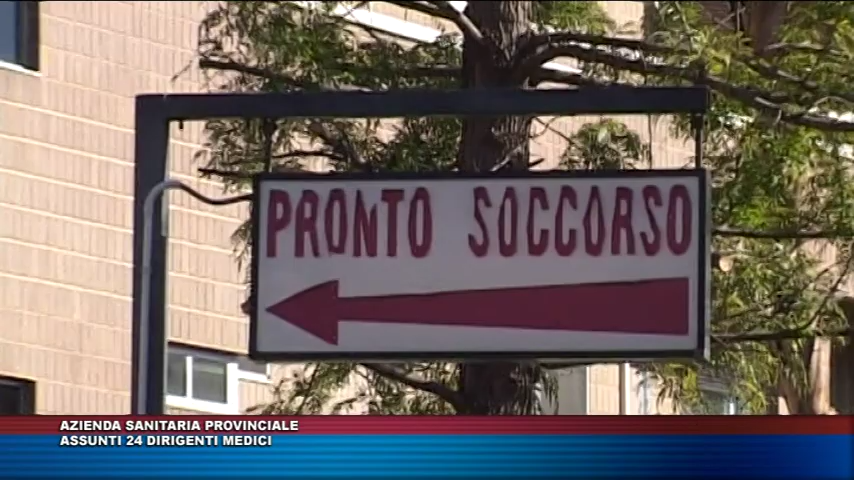 PRONTO SOCCORSO
AZIENDA SANITARIA PROVINCIALE
ASSUNTI 24 DIRIGENTI MEDICI